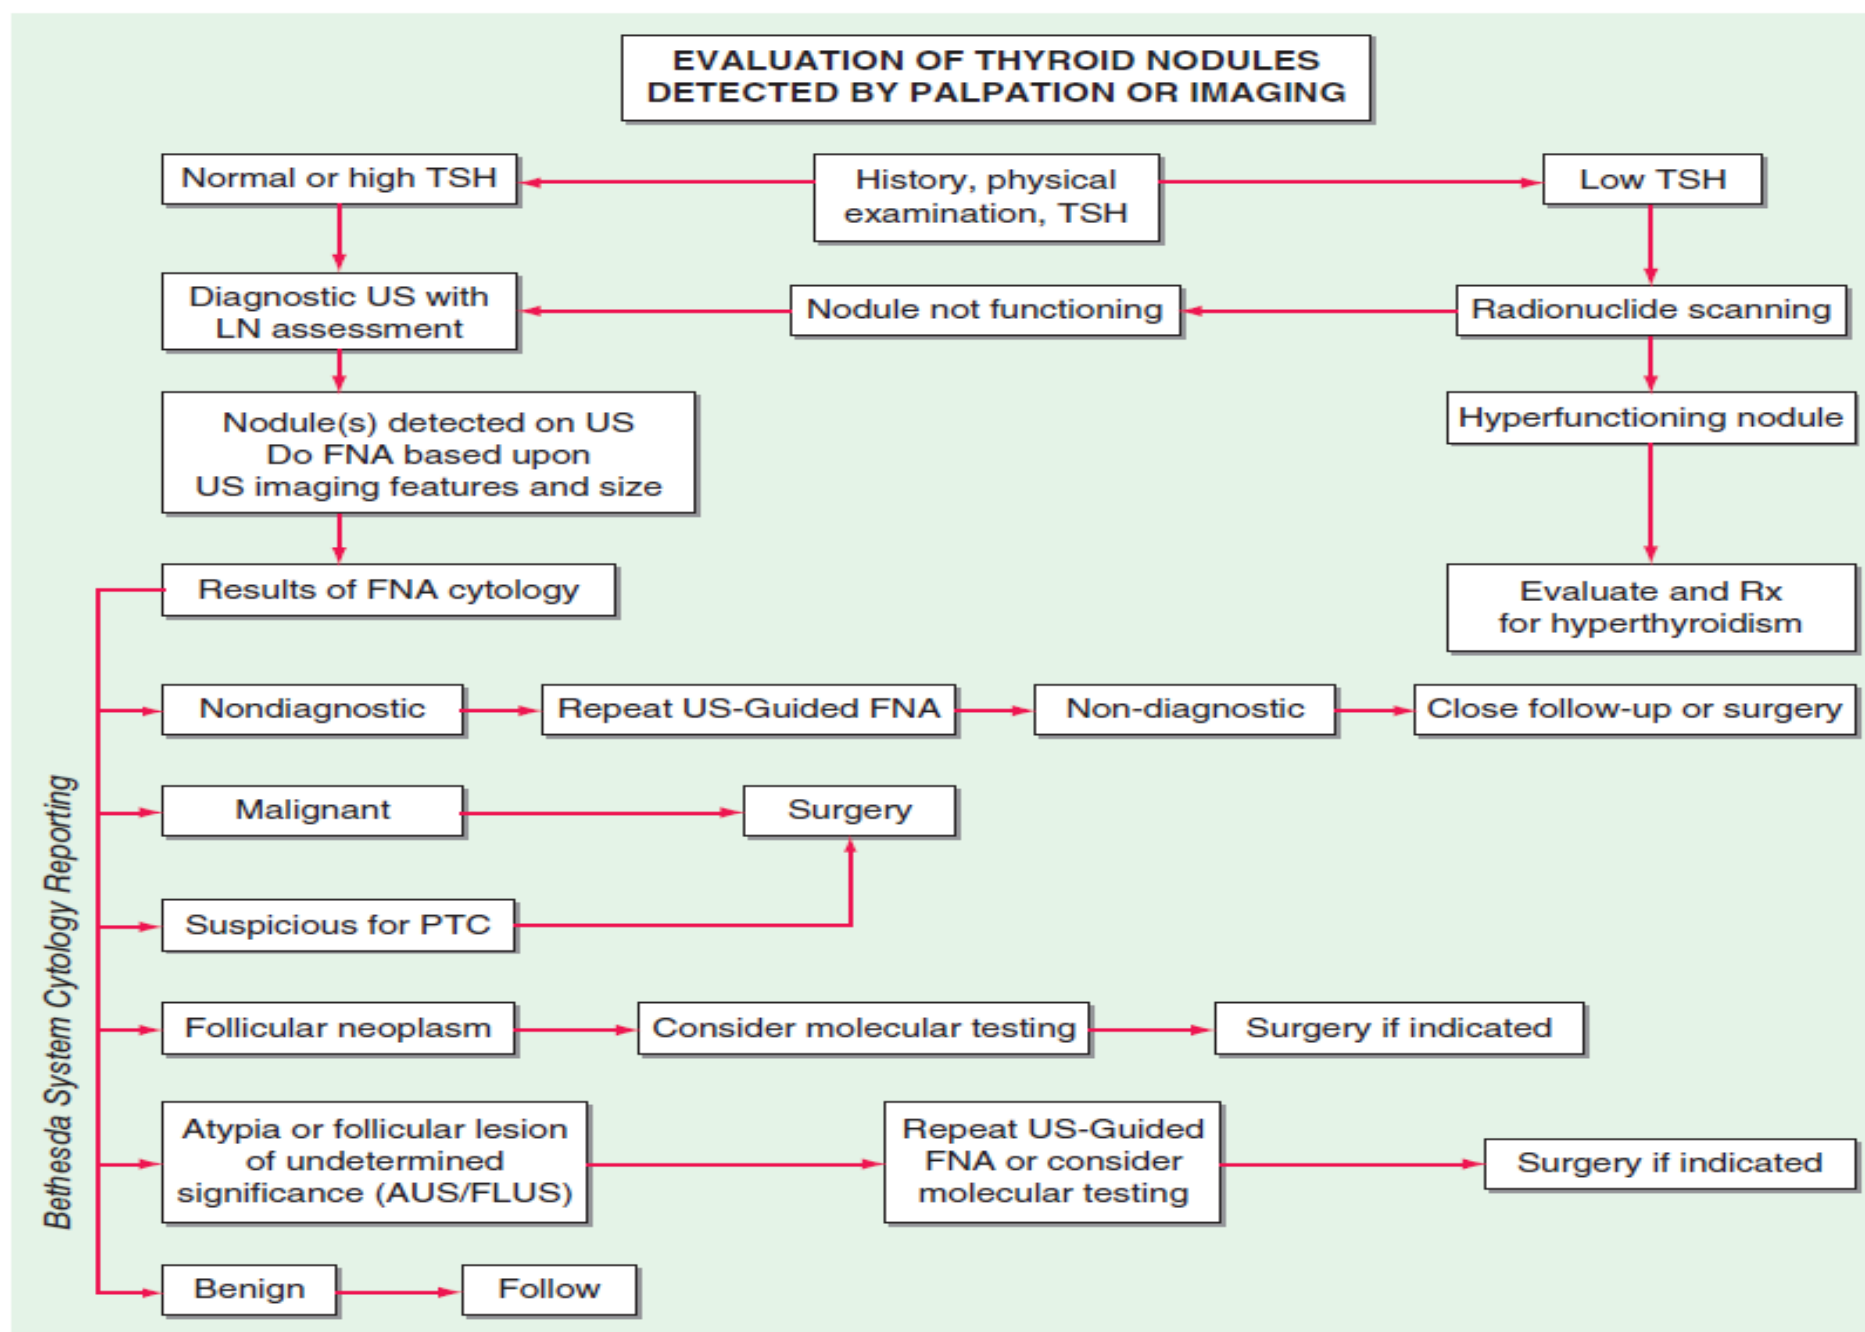 EVALUATION OF THYROID NODULES
DETECTED BY PALPATION OR IMAGING
Normal or high TSH
History, physical
examination, TSH
Low TSH
Diagnostic US with
LN assessment
Nodule not functioning
Radionuclide scanning
Nodule(s) detected on US
Do FNA based upon
US imaging features and size
Hyperfunctioning nodule
Results of FNA cytology
Evaluate and Rx
for hyperthyroidism
Bethesda System Cytology Reporting
Nondiagnostic
Repeat US-Guided FNA
Non-diagnostic
Close follow-up or surgery
Malignant
Surgery
Suspicious for PTC
Follicular neoplasm
Consider molecular testing
Surgery if indicated
Atypia or follicular lesion
of undetermined
significance (AUS/FLUS)
Repeat US-Guided
FNA or consider
molecular testing
Surgery if indicated
Benign
Follow